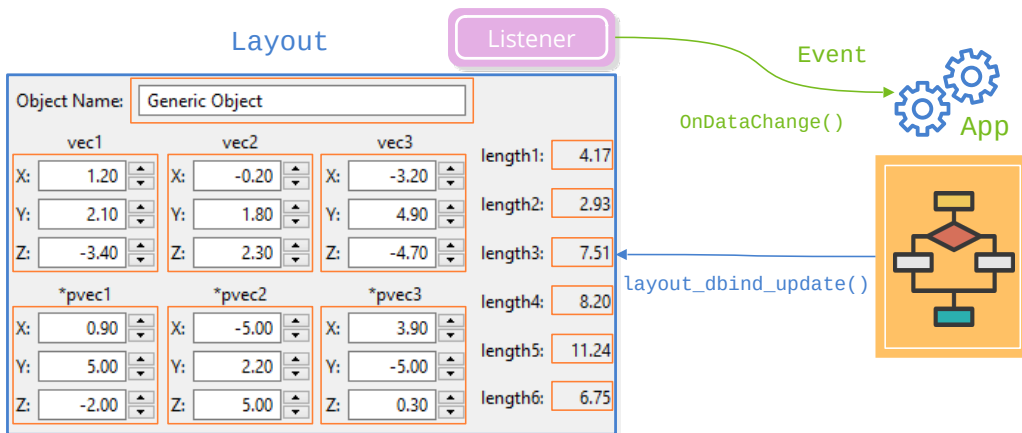 Layout
Listener
Event
OnDataChange()
App
Object Name: Generic Object
vec1 vec2 vec3
X: 1.20 X: -0.20 X: -3.20
Y: 2.10 Y: 1.80 Y: 4.90
Z: -3.40 Z: 2.30 Z: -4.70
*pvec1 *pvec2 *pvec3
X: 0.90 X: -5.00 X: 3.90
Y: 5.00 Y: 2.20 Y: -5.00
Z: -2.00 Z: 5.00 Z: 0.30
length1: 4.17
length2: 2.93
length3: 7.51
length4: 8.20
length5: 11.24
length6: 6.75
layout_dbind_update()